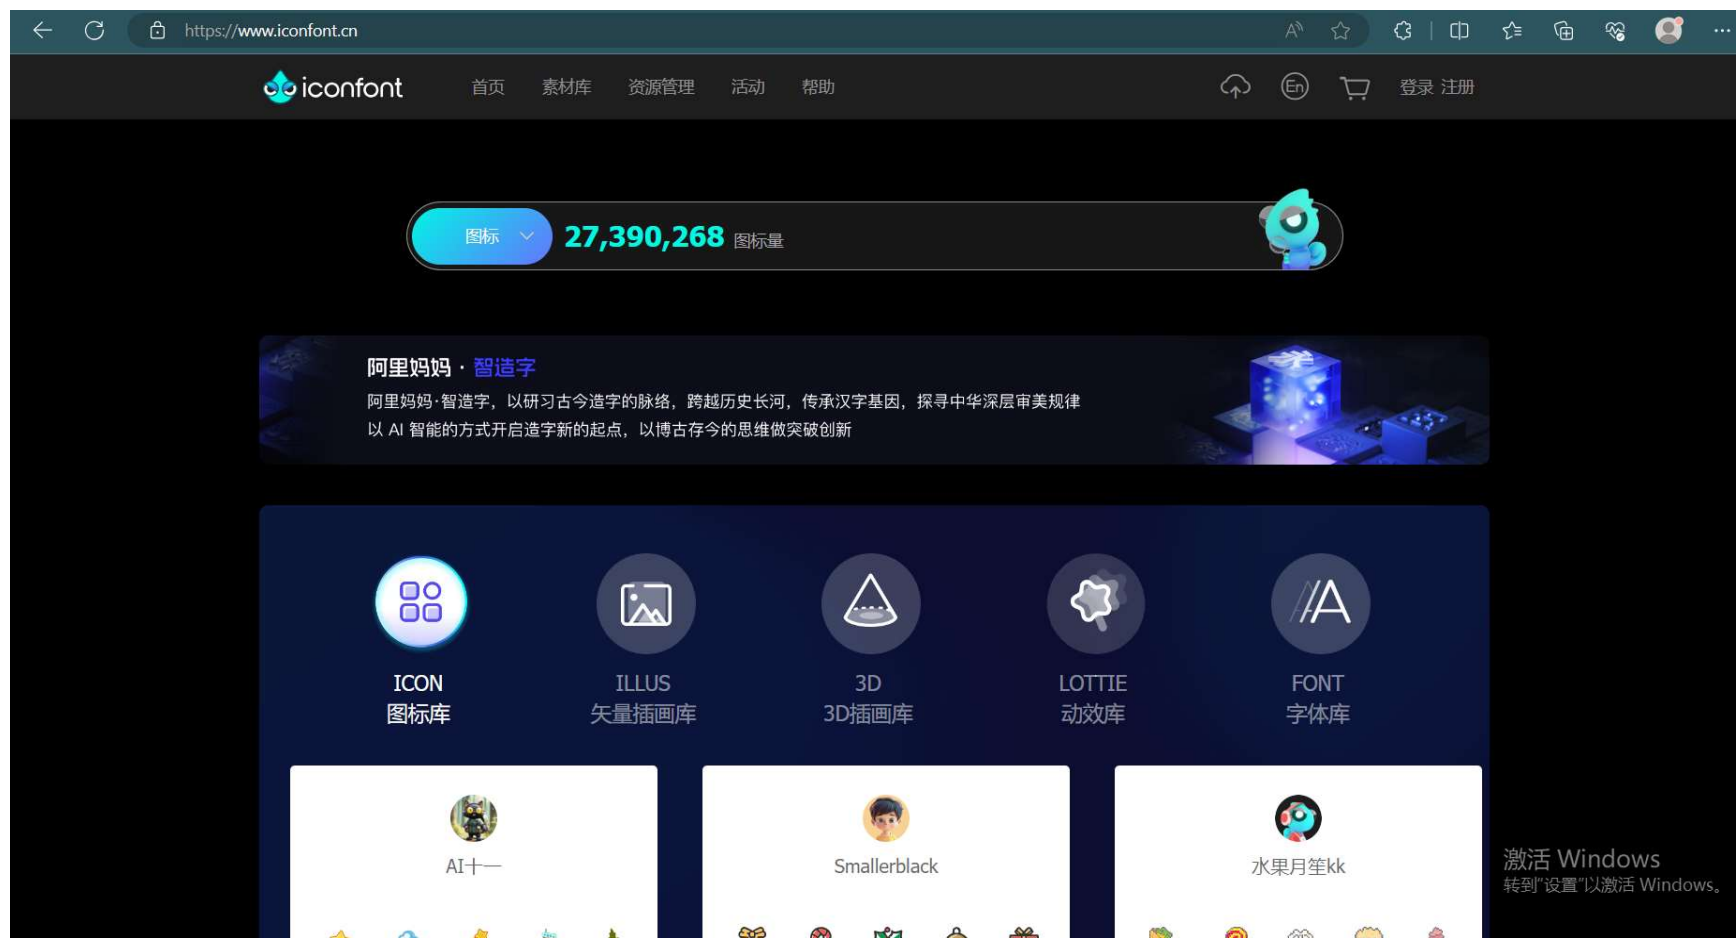 https://www.iconfont.cn
iconfont 首页 素材库 资源管理 活动 帮助 En 登录 注册
图标 27,390,268 图标量
阿里妈妈 · 智造字
阿里妈妈·智造字，以研习古今造字的脉络，跨越历史长河，传承汉字基因，探寻中华深层审美规律
以 AI 智能的方式开启造字新的起点，以博古存今的思维做突破创新
ICON
图标库
ILLUS
矢量插画库
3D
3D插画库
LOTTIE
动效库
FONT
字体库
AI十一
Smallerblack
水果月笙kk
激活 Windows
转到“设置”以激活 Windows。